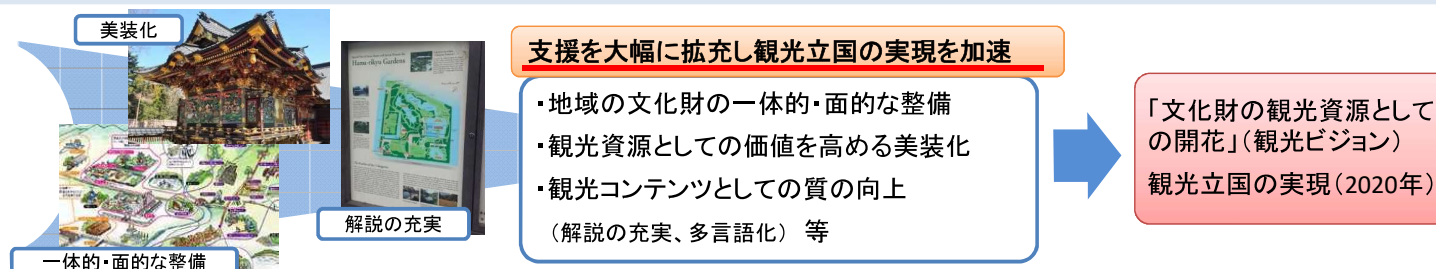 美装化
Hama-rikyu Gardens
解説の充実
一体的・面的な整備
支援を大幅に拡充し観光立国の実現を加速
・地域の文化財の一体的・面的な整備
・観光資源としての価値を高める美装化
・観光コンテンツとしての質の向上
（解説の充実、多言語化） 等
「文化財の観光資源として
の開花」（観光ビジョン）
観光立国の実現（2020年）